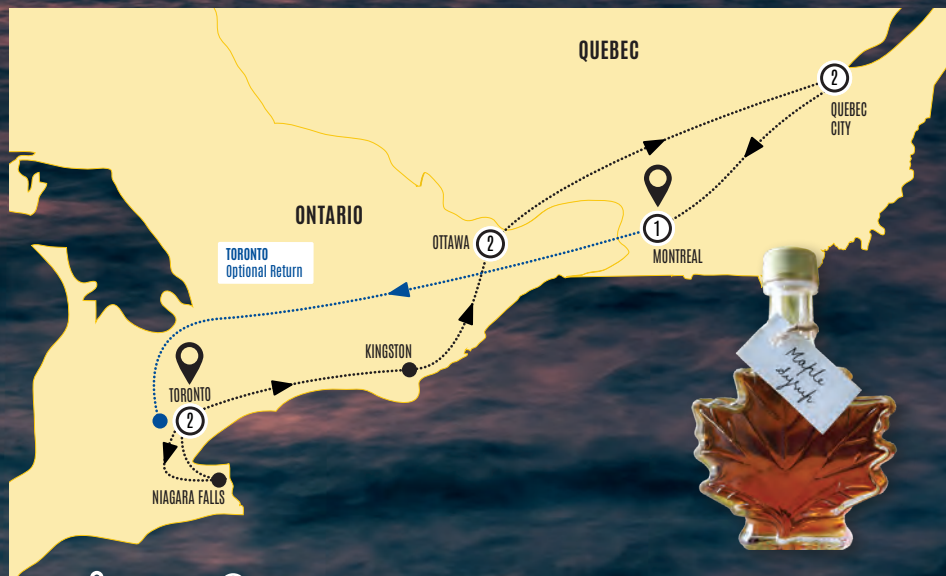 QUEBEC
2
QUEBEC
CITY
ONTARIO
OTTAWA
2
1
MONTREAL
TORONTO
Optional Return
KINGSTON
TORONTO
2
NIAGARA FALLS
Maple
syrup